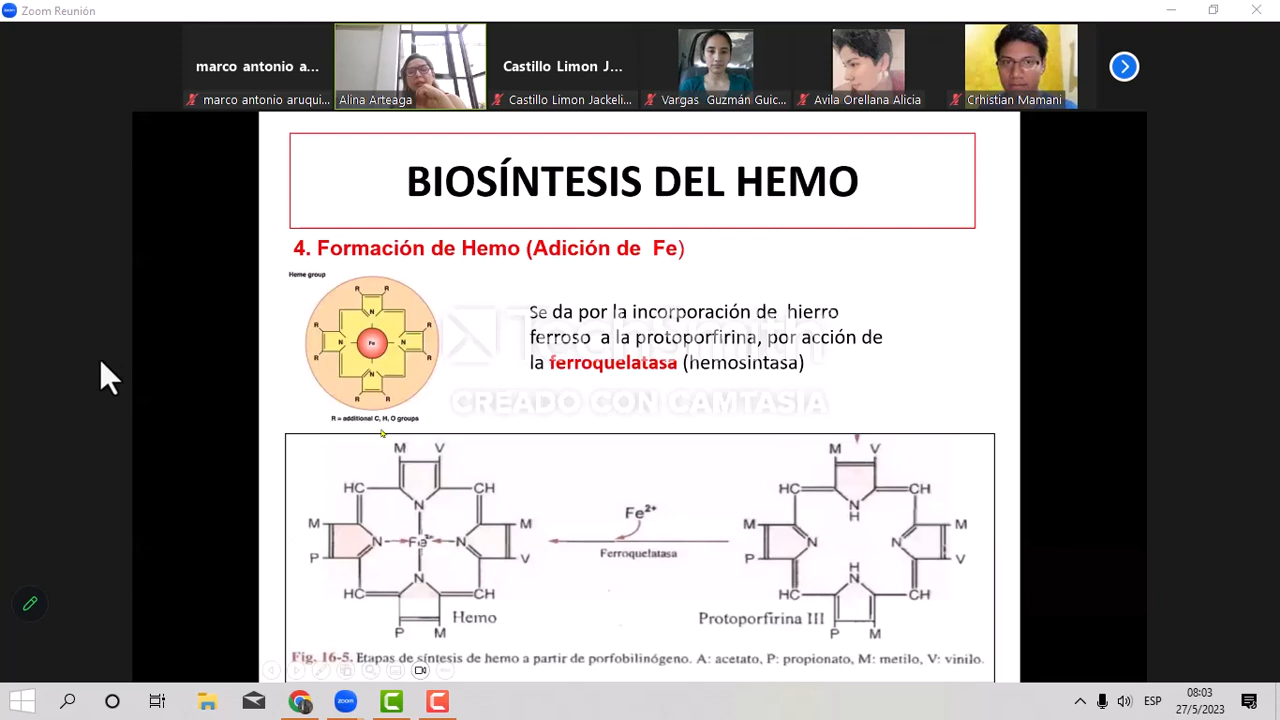 Zoom Reunión
marco antonio a...
Castillo Limon J...
marco antonio aruqui...
Alina Arteaga
Castillo Limon Jackeli...
Vargas Guzmán Guic...
Avila Orellana Alicia
Crhistian Mamani
BIOSÍNTESIS DEL HEMO
4. Formación de Hemo (Adición de Fe)
Heme group
R R
N
R R
N Fe N
R R
N
R R
R = additional C, H, O groups
Se da por la incorporación de hierro
ferroso a la protoporfirina, por acción de
la ferroquelatasa (hemosintasa)
TechSmith
CREADO CON CAMTASIA
M V
HC CH
N
M M
N Fe2+ N
P V
N
HC CH
Hemo
P M
Fe2+
Ferroquelatasa
M V
HC CH
N
H
M M
N N
P V
H
N
HC CH
Protoporfirina III
P M
Fig. 16-5. Etapas de síntesis de hemo a partir de porfobilinógeno. A: acetato, P: propionato, M: metilo, V: vinilo.
zoom
ESP
08:03
27/5/2023